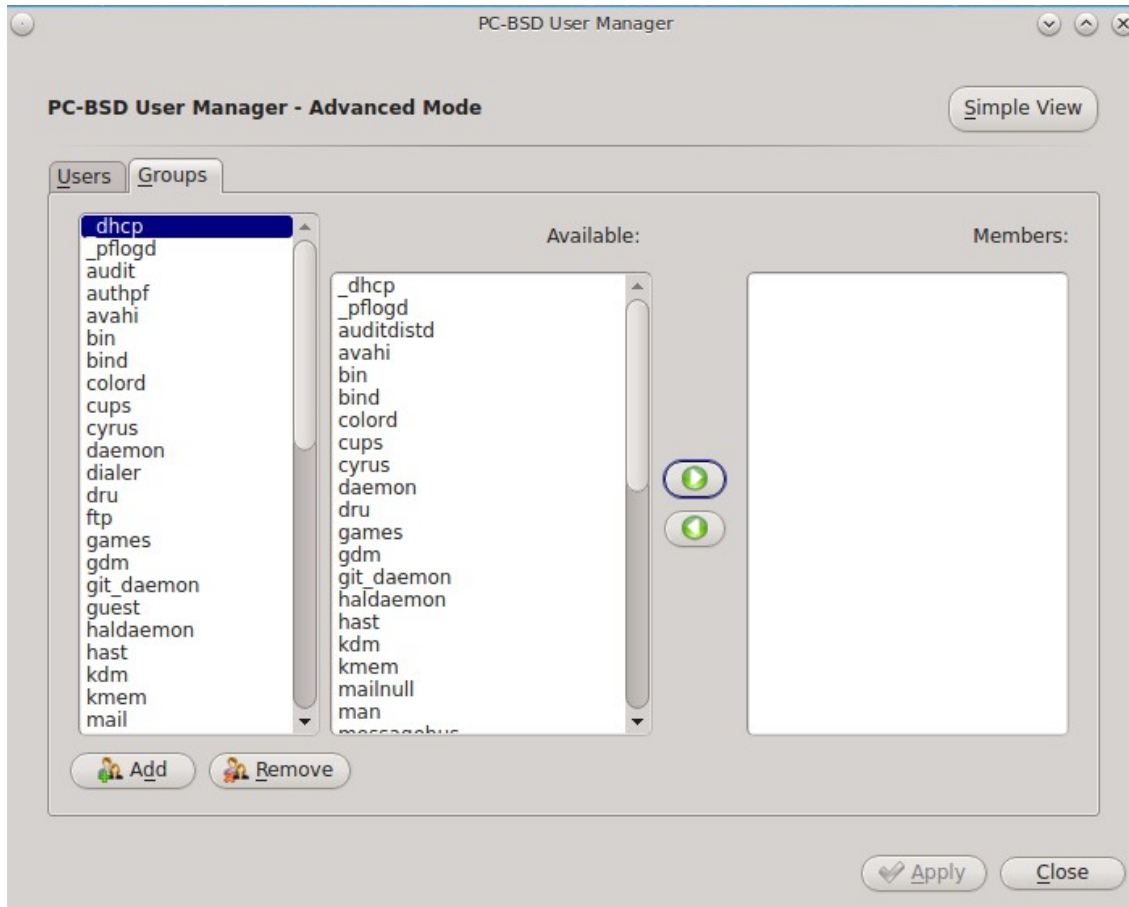 PC-BSD User Manager
PC-BSD User Manager - Advanced Mode
Simple View
Users
Groups
_dhcp
_pflogd
audit
authpf
avahi
bin
bind
colord
cups
cyrus
daemon
dialer
dru
ftp
games
gdm
git_daemon
guest
haldaemon
hast
kdm
kmem
mail
Available:
_dhcp
_pflogd
auditdistd
avahi
bin
bind
colord
cups
cyrus
daemon
dru
games
gdm
git_daemon
haldaemon
hast
kdm
kmem
mailnull
man
messagebus
Members:
Add
Remove
Apply
Close